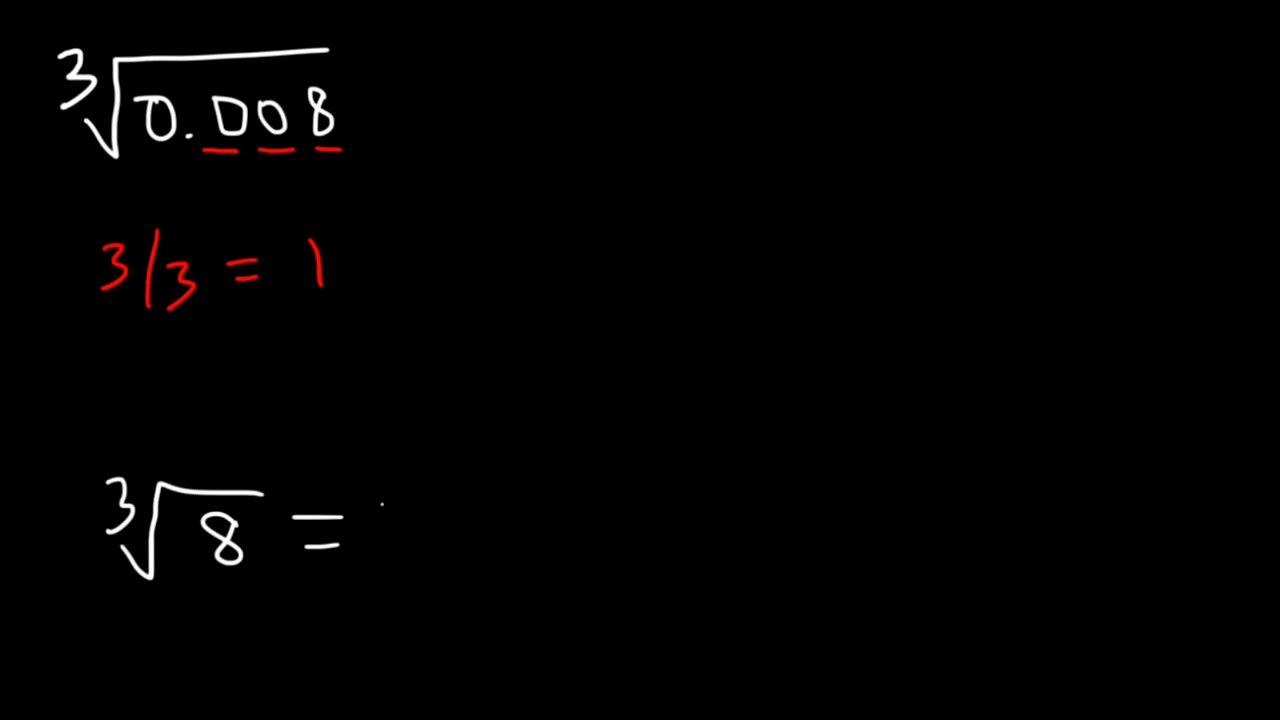 ∛0.008
3/3 = 1
∛8 =